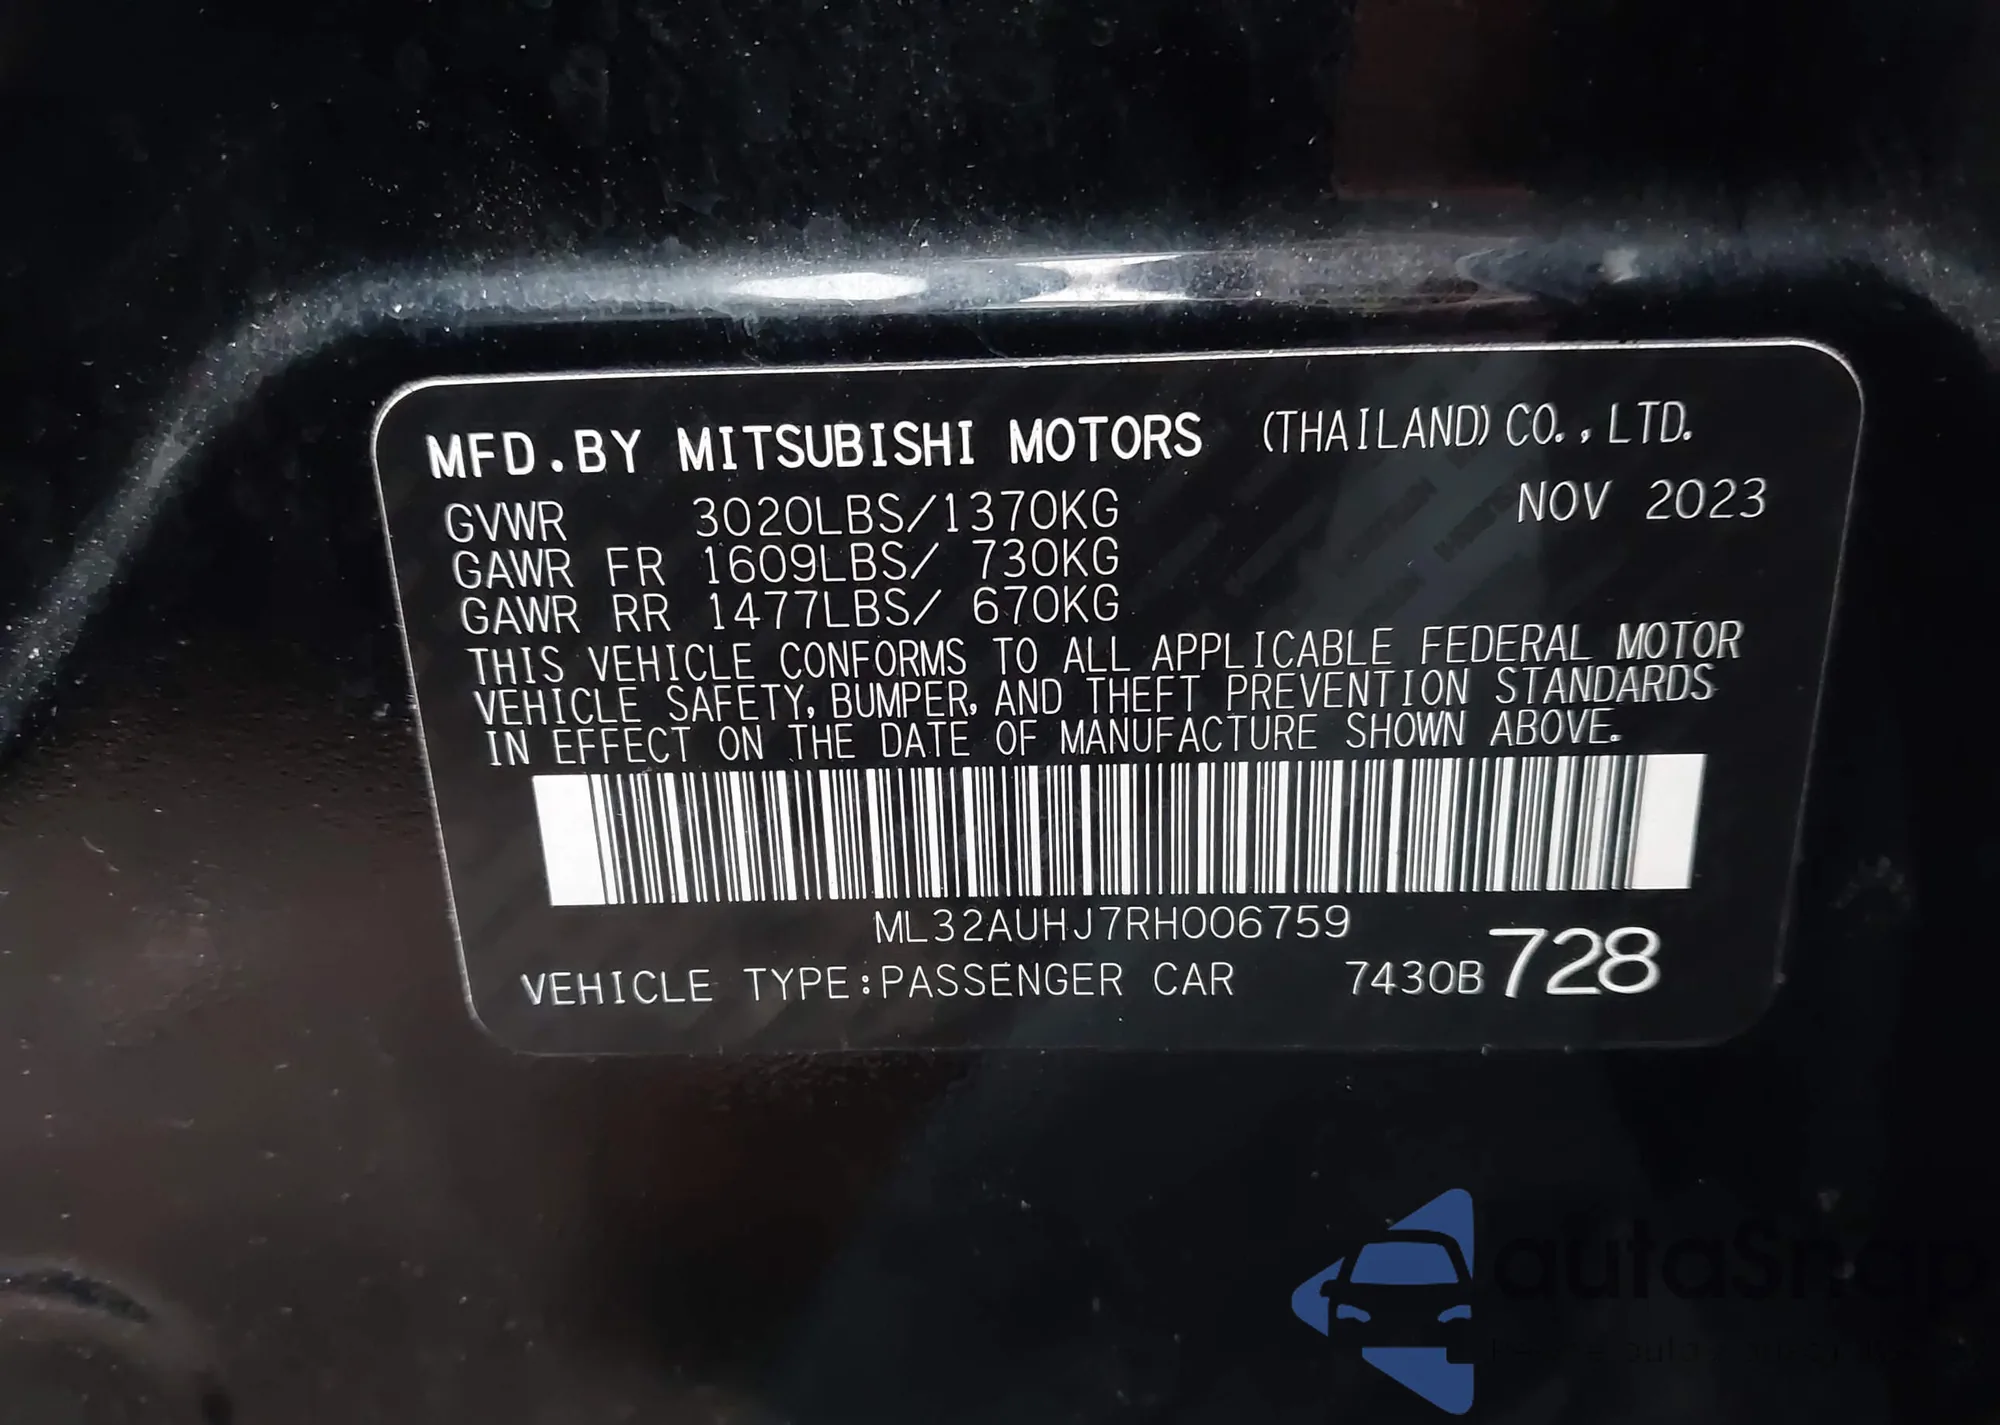 MFD.BY MITSUBISHI MOTORS (THAILAND) CO.,LTD.
NOV 2023
GVWR 3020LBS/1370KG
GAWR FR 1609LBS/ 730KG
GAWR RR 1477LBS/ 670KG
THIS VEHICLE CONFORMS TO ALL APPLICABLE FEDERAL MOTOR
VEHICLE SAFETY, BUMPER, AND THEFT PREVENTION STANDARDS
IN EFFECT ON THE DATE OF MANUFACTURE SHOWN ABOVE.
ML32AUHJ7RH006759
VEHICLE TYPE:PASSENGER CAR 7430B 728
autaSnap